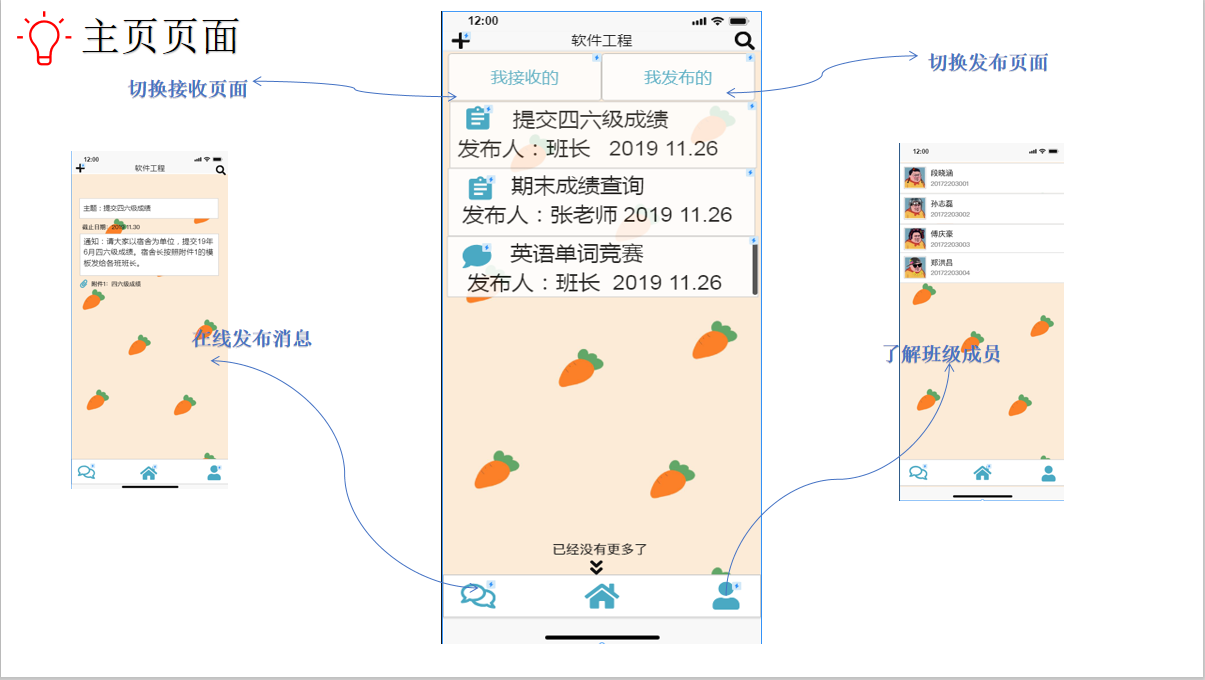 主页页面
切换接收页面
切换发布页面
12:00
软件工程
我接收的
我发布的
提交四六级成绩
发布人：班长 2019 11.26
期末成绩查询
发布人：张老师 2019 11.26
英语单词竞赛
发布人：班长 2019 11.26
已经没有更多了
12:00
软件工程
主题：提交四六级成绩
截止日期：2019.11.30
通知：请大家以宿舍为单位，提交19年
6月四六级成绩。宿舍长按照附件1的模
板发给各班班长。
附件1：四六级成绩
在线发布消息
12:00
段晓涵
20172203001
孙志磊
20172203002
傅庆豪
20172203003
郑洪昌
20172203004
了解班级成员